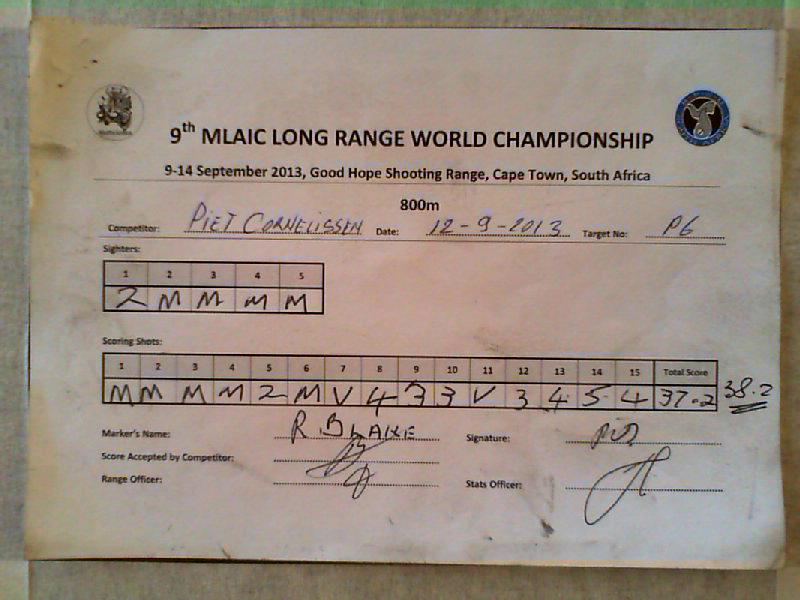 9th MLAIC LONG RANGE WORLD CHAMPIONSHIP
9-14 September 2013, Good Hope Shooting Range, Cape Town, South Africa
800m
Competitor: PIET CORNELISSEN Date: 12-9-2013 Target No: P6
Sighters:
1 2 3 4 5
2 M M M M
Scoring Shots:
1 2 3 4 5 6 7 8 9 10 11 12 13 14 15 Total Score
M M M M 2 M V 4 3 3 V 3 4 5 4 37.2 38.2
Marker's Name: R BLAKE Signature:
Score Accepted by Competitor:
Range Officer: Stats Officer: